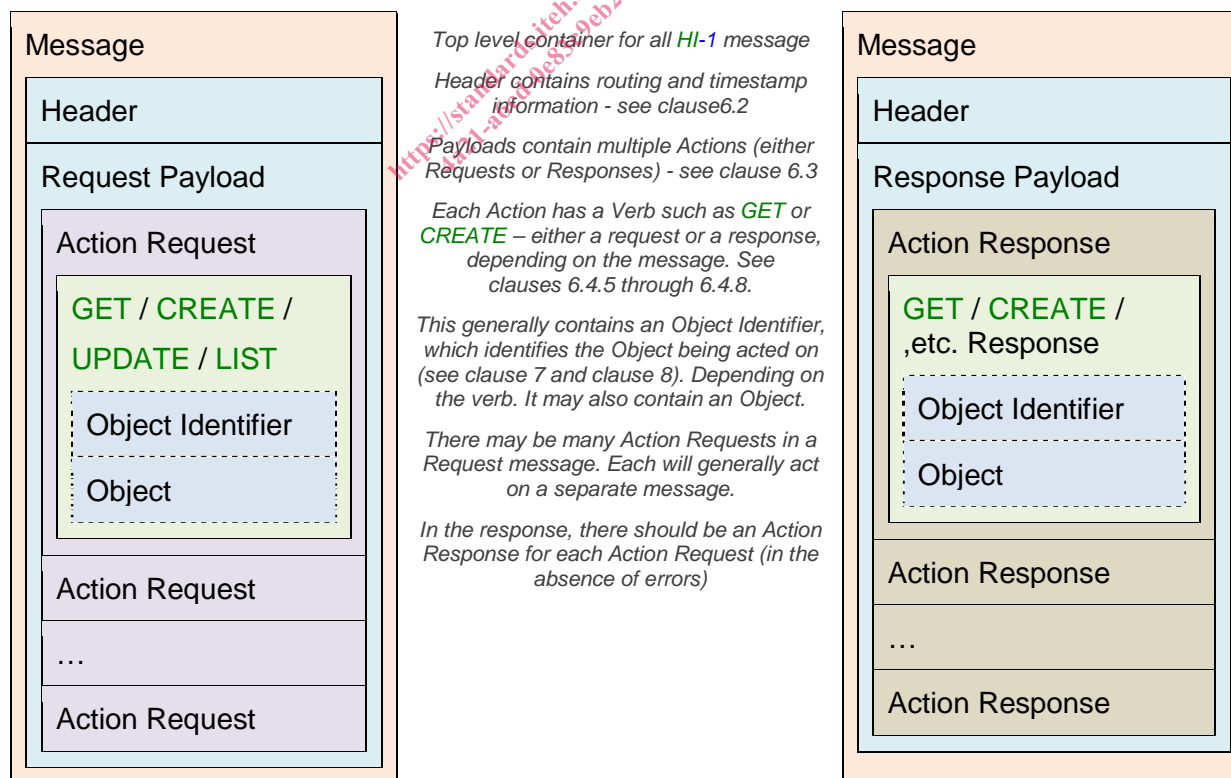 Message
Header
Request Payload
Action Request
GET / CREATE /
UPDATE / LIST
Object Identifier
Object
Action Request
…
Action Request
Top level container for all HI-1 message
Header contains routing and timestamp
information - see clause6.2
Payloads contain multiple Actions (either
Requests or Responses) - see clause 6.3
Each Action has a Verb such as GET or
CREATE – either a request or a response,
depending on the message. See
clauses 6.4.5 through 6.4.8.
This generally contains an Object Identifier,
which identifies the Object being acted on
(see clause 7 and clause 8). Depending on
the verb. It may also contain an Object.
There may be many Action Requests in a
Request message. Each will generally act
on a separate message.
In the response, there should be an Action
Response for each Action Request (in the
absence of errors)
Message
Header
Response Payload
Action Response
GET / CREATE /
,etc. Response
Object Identifier
Object
Action Response
…
Action Response